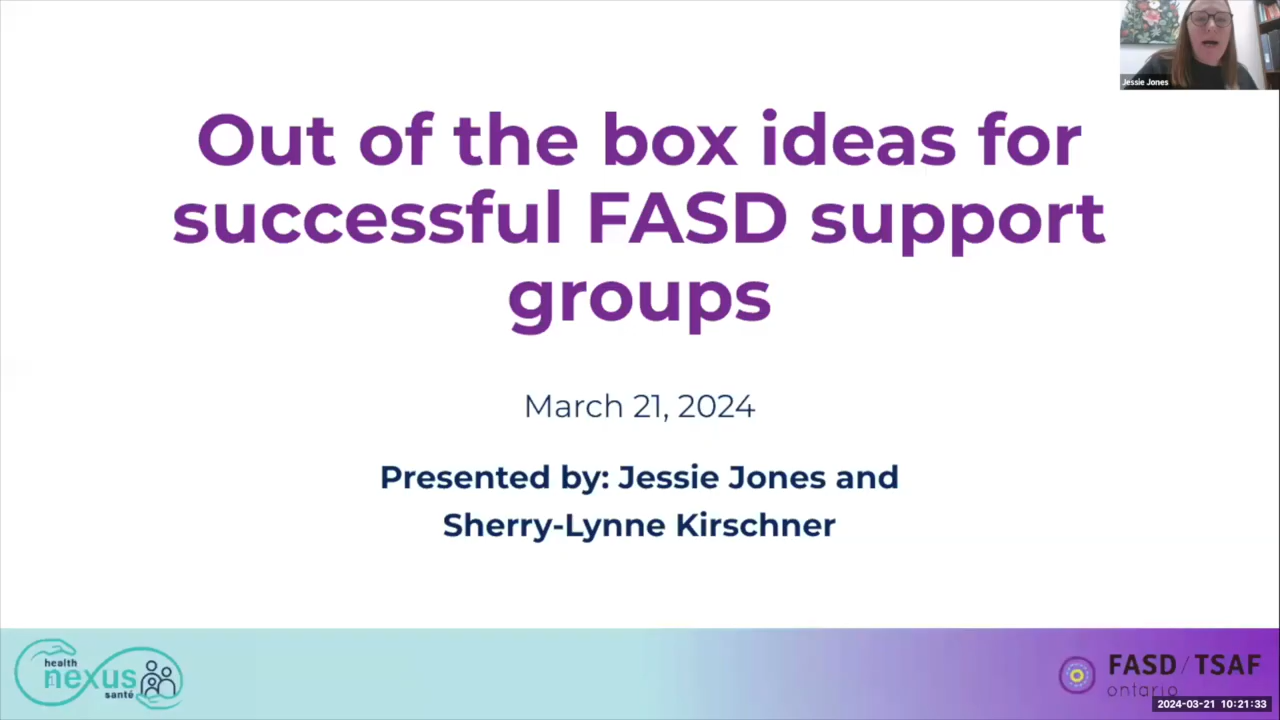 Jessie Jones
Out of the box ideas for
successful FASD support
groups
March 21, 2024
Presented by: Jessie Jones and
Sherry-Lynne Kirschner
health
nexus
santé
FASD / TSAF
ontario
2024-03-21 10:21:33